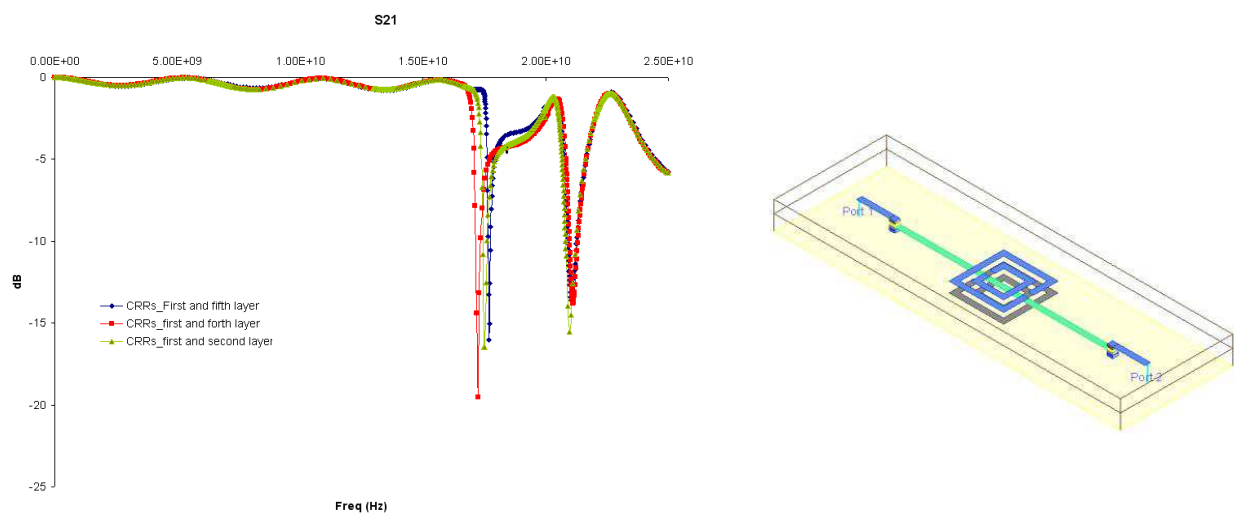 S21
0.00E+00 5.00E+09 1.00E+10 1.50E+10 2.00E+10 2.50E+10
0
-5
-10
-15
-20
-25
dB
CRRs_First and fifth layer
CRRs_first and forth layer
CRRs_first and second layer
Freq (Hz)
Port 1
Port 2